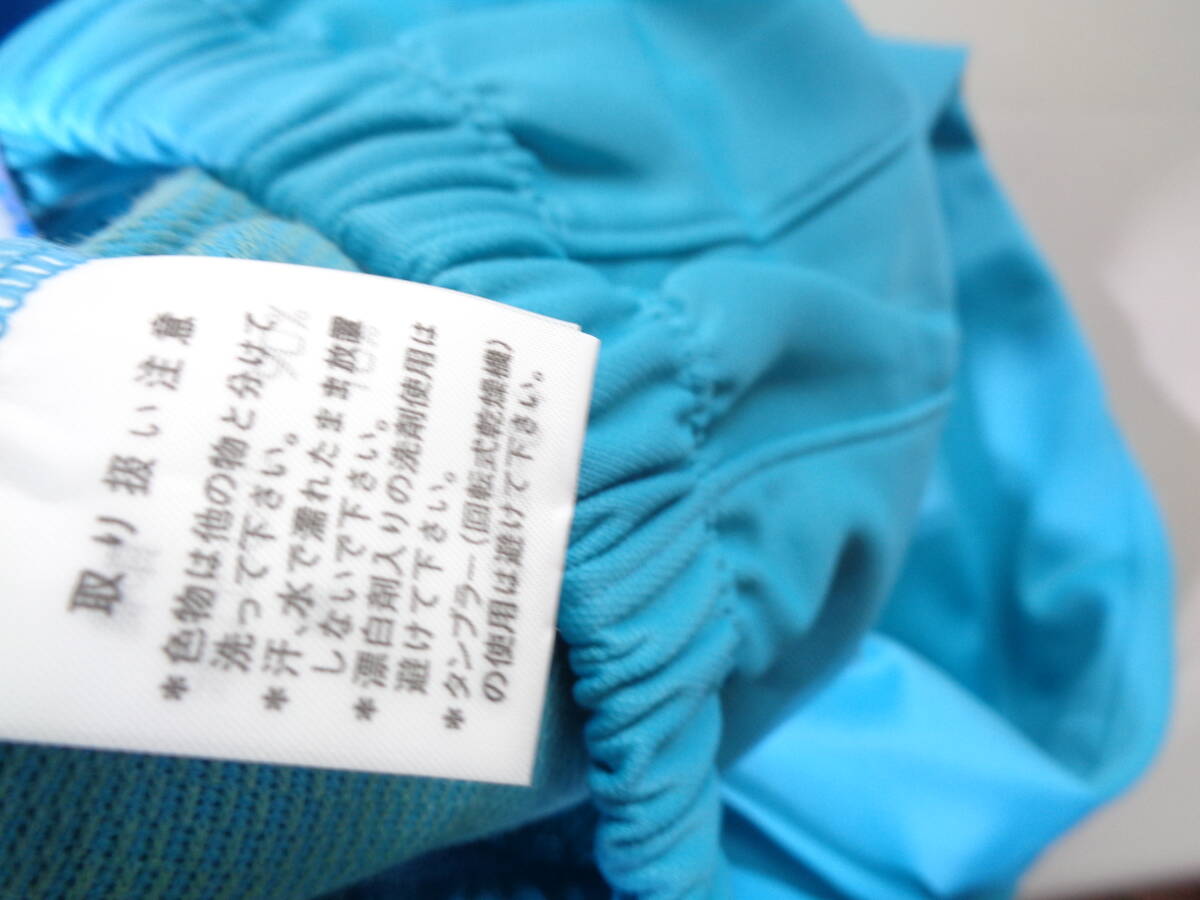 取り扱い注意
*色物は他の物と分けて
洗って下さい。
*汗、水で濡れたまま放置
しないで下さい。
*漂白剤入りの洗剤使用は
避けて下さい。
*タンブラー(回転式乾燥機)
の使用は避けて下さい。